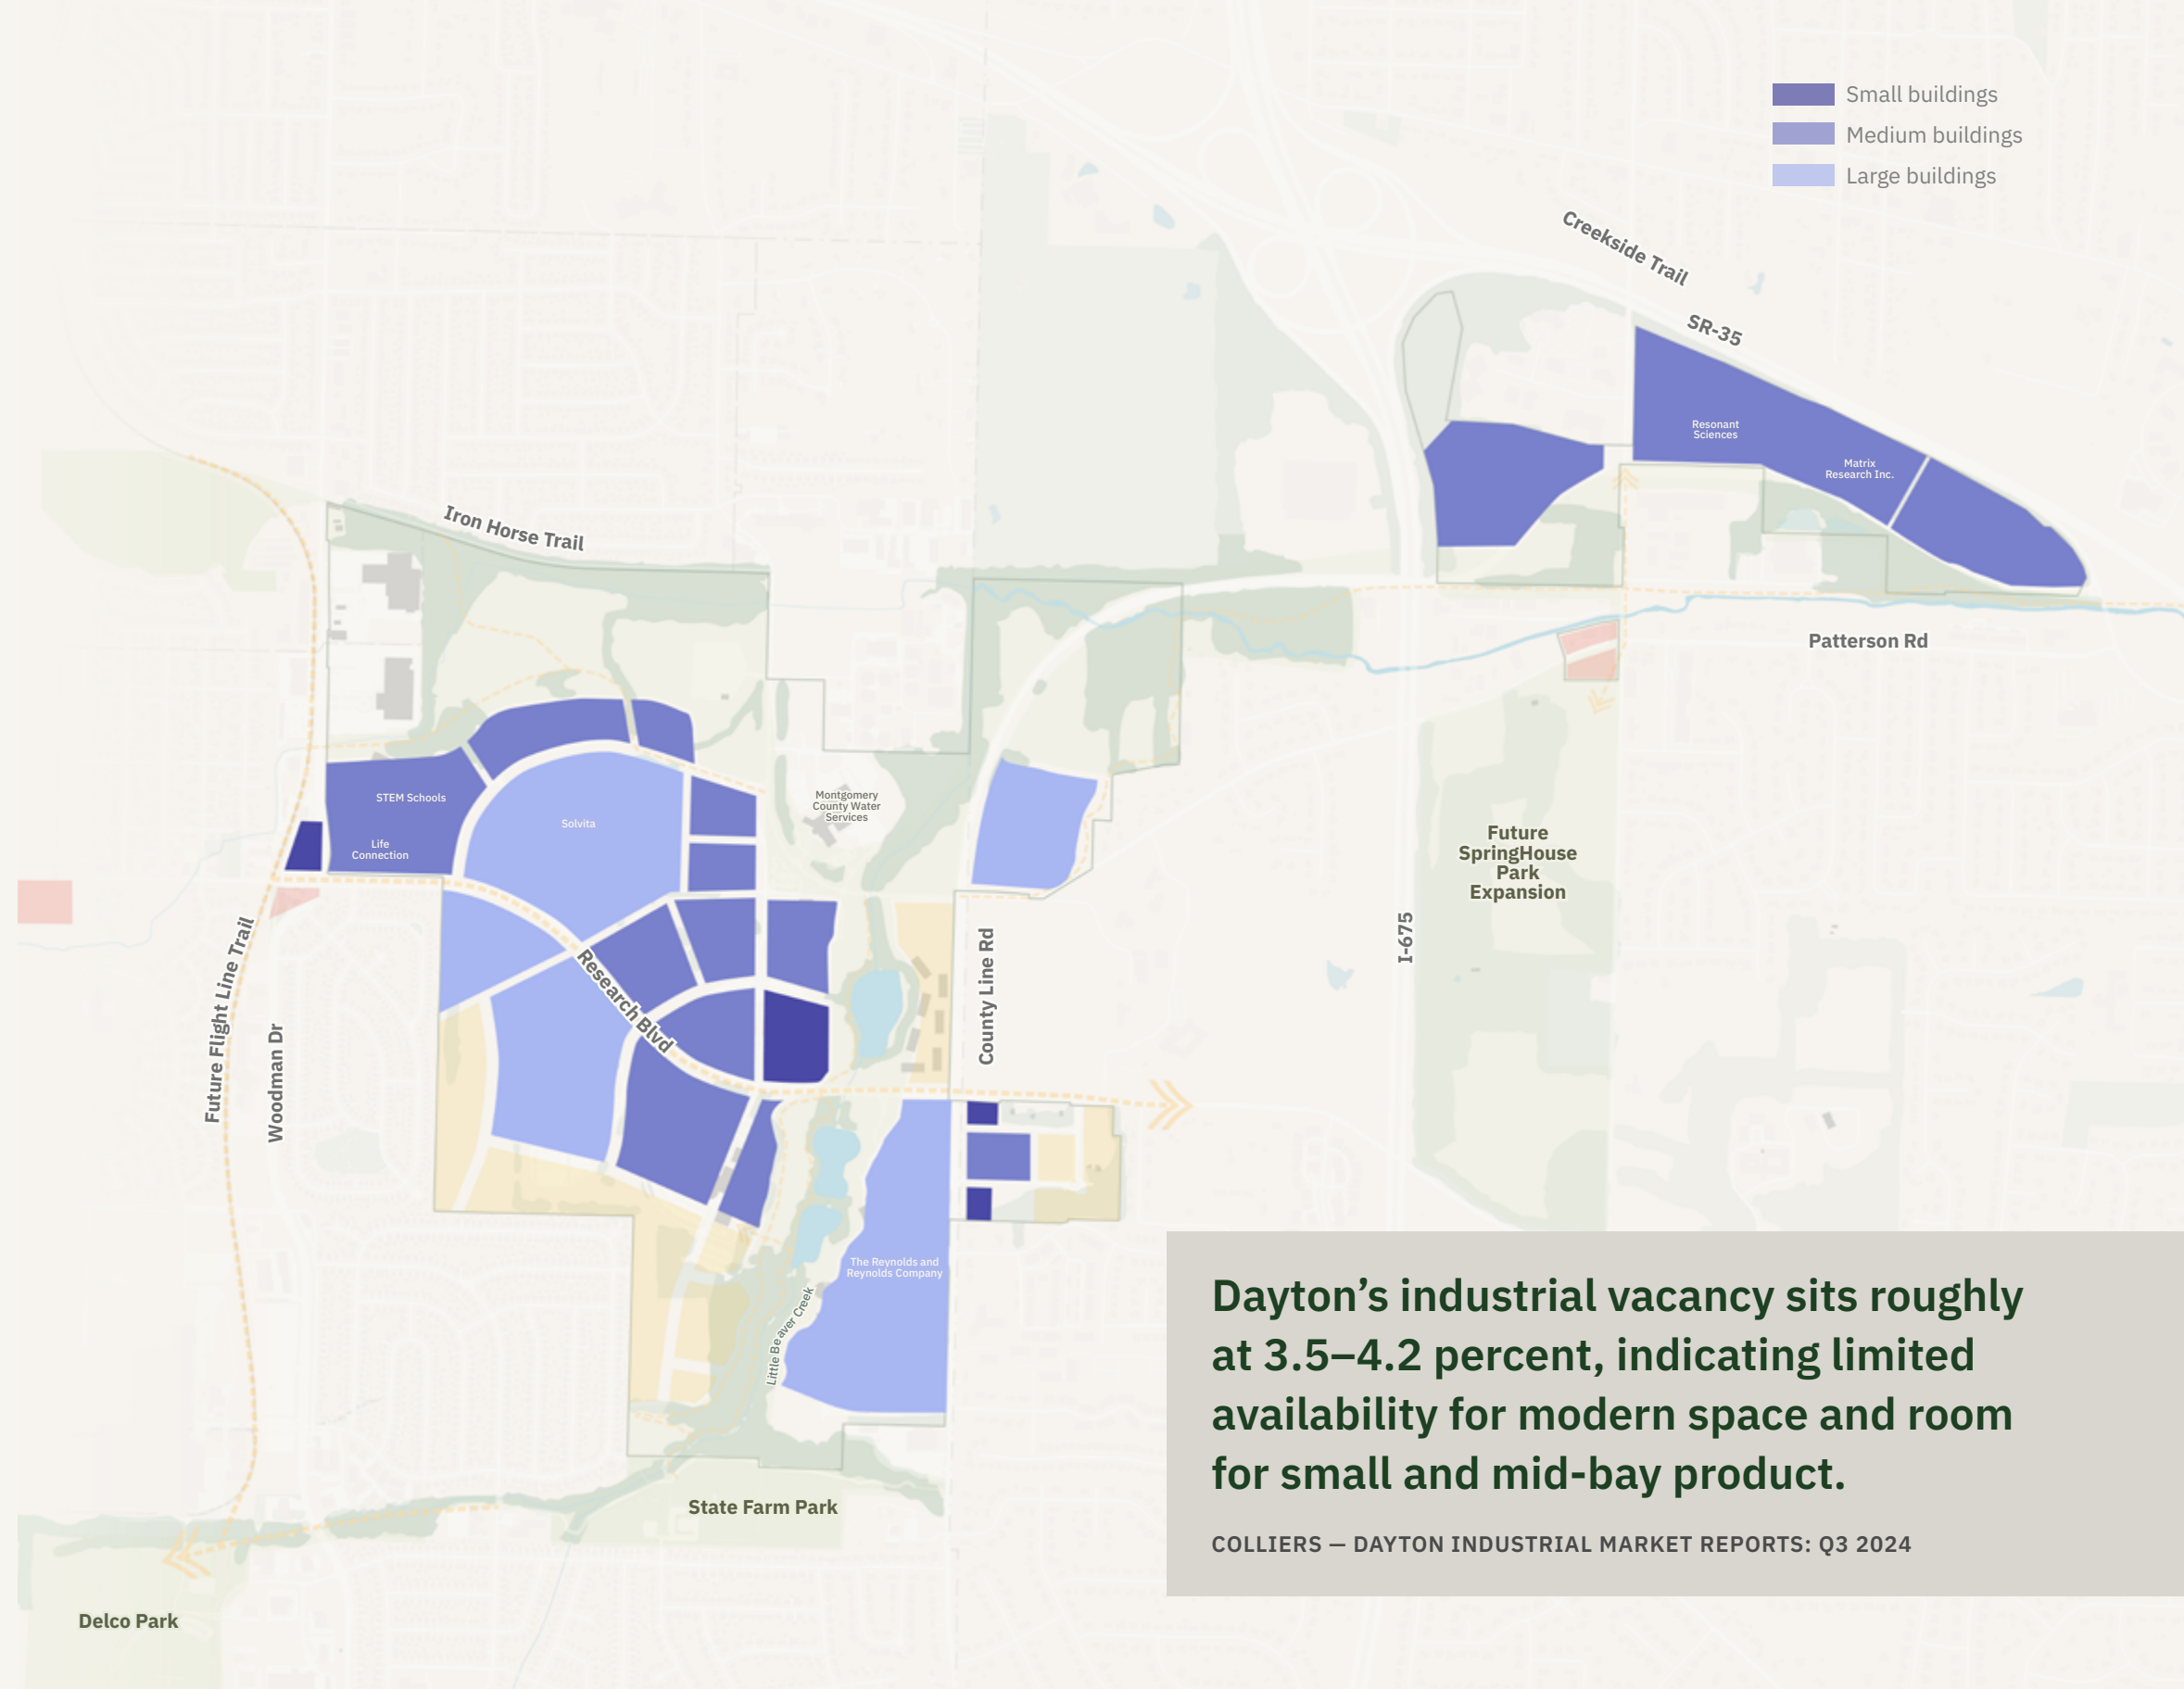 Small buildings
Medium buildings
Large buildings
Creekside Trail
SR-35
Resonant
Sciences
Matrix
Research Inc.
Iron Horse Trail
Patterson Rd
STEM Schools
Life
Connection
Solvita
Montgomery
County Water
Services
Future
SpringHouse
Park
Expansion
I-675
County Line Rd
Research Blvd
Future Flight Line Trail
Woodman Dr
The Reynolds and
Reynolds Company
Little Beaver Creek
State Farm Park
Delco Park
Dayton’s industrial vacancy sits roughly
at 3.5–4.2 percent, indicating limited
availability for modern space and room
for small and mid-bay product.
COLLIERS — DAYTON INDUSTRIAL MARKET REPORTS: Q3 2024